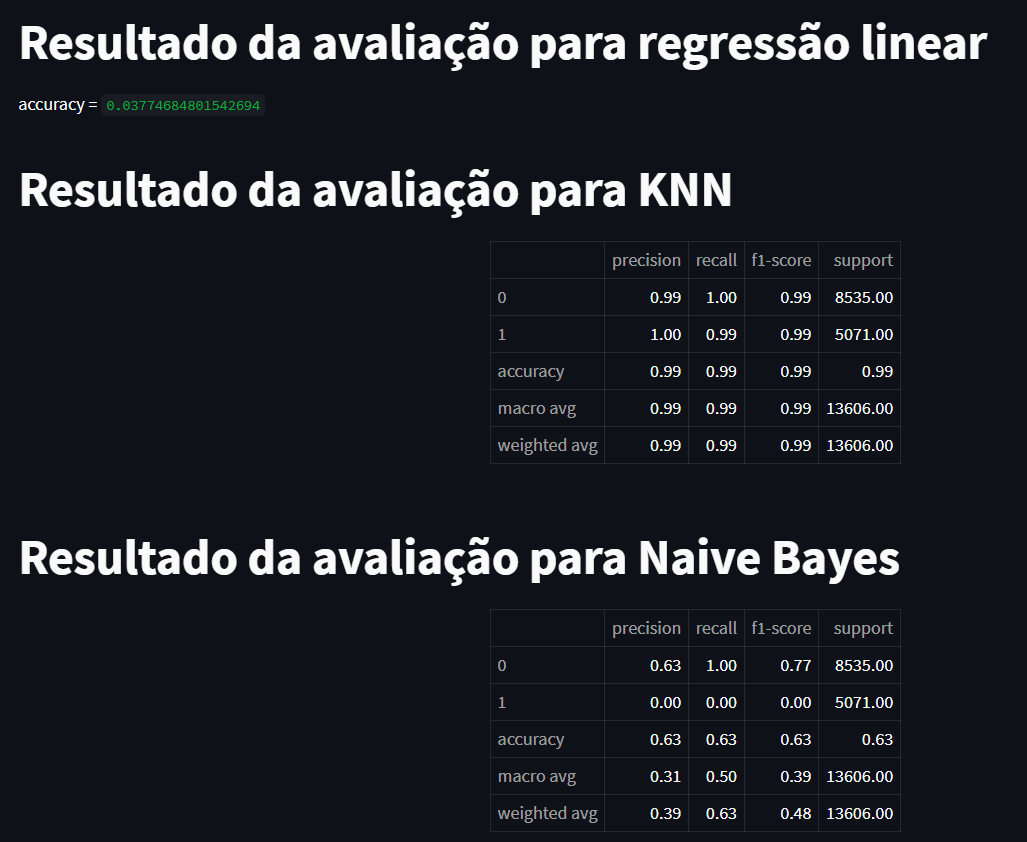 Resultado da avaliação para regressão linear
accuracy = 0.03774684801542694
Resultado da avaliação para KNN
precision recall f1-score support
0 0.99 1.00 0.99 8535.00
1 1.00 0.99 0.99 5071.00
accuracy 0.99 0.99 0.99 0.99
macro avg 0.99 0.99 0.99 13606.00
weighted avg 0.99 0.99 0.99 13606.00
Resultado da avaliação para Naive Bayes
precision recall f1-score support
0 0.63 1.00 0.77 8535.00
1 0.00 0.00 0.00 5071.00
accuracy 0.63 0.63 0.63 0.63
macro avg 0.31 0.50 0.39 13606.00
weighted avg 0.39 0.63 0.48 13606.00